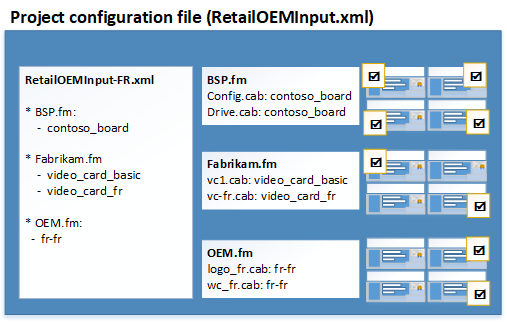 Project configuration file (RetailOEMInput.xml)
RetailOEMInput-FR.xml
* BSP.fm:
- contoso_board
* Fabrikam.fm
- video_card_basic
- video_card_fr
* OEM.fm:
- fr-fr
BSP.fm
Config.cab: contoso_board
Drive.cab: contoso_board
Fabrikam.fm
vc1.cab: video_card_basic
vc-fr.cab: video_card_fr
OEM.fm
logo_fr.cab: fr-fr
wc_fr.cab: fr-fr